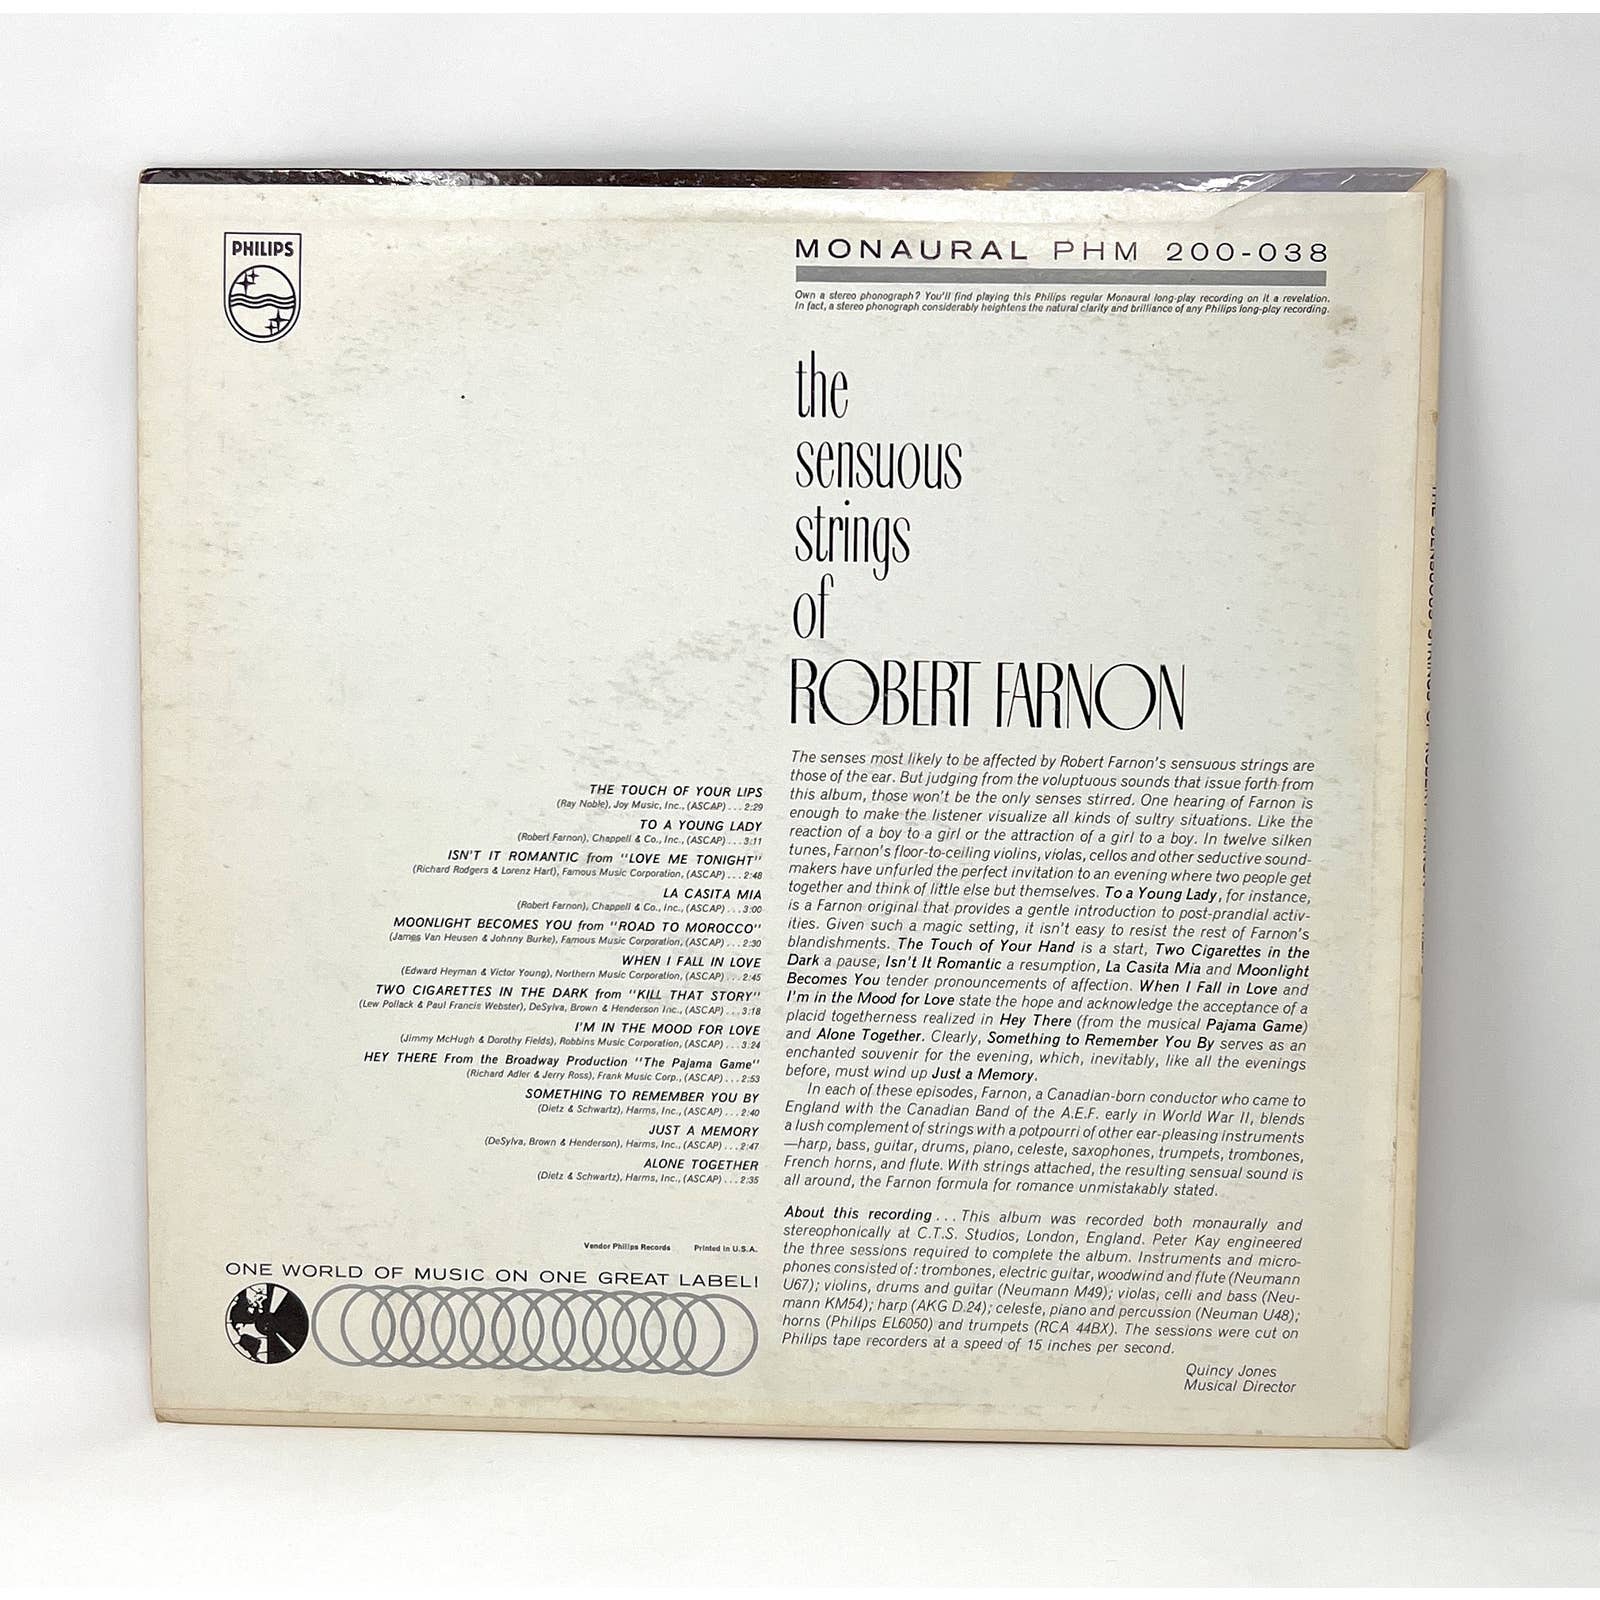 PHILIPS
MONAURAL PHM 200-038
Own a stereo phonograph? You'll find playing this Philips regular Monaural long-play recording on it a revelation.
In fact, a stereo phonograph considerably heightens the natural clarity and brilliance of any Philips long-play recording.
the
sensuous
strings
of
ROBERT FARNON
THE TOUCH OF YOUR LIPS
(Ray Noble), Joy Music, Inc., (ASCAP) . . . 2:29
TO A YOUNG LADY
(Robert Farnon), Chappell & Co., Inc., (ASCAP) . . . 3:11
ISN'T IT ROMANTIC from "LOVE ME TONIGHT"
(Richard Rodgers & Lorenz Hart), Famous Music Corporation, (ASCAP) . . . 2:48
LA CASITA MIA
(Robert Farnon), Chappell & Co., Inc., (ASCAP) . . . 3:00
MOONLIGHT BECOMES YOU from "ROAD TO MOROCCO"
(James Van Heusen & Johnny Burke), Famous Music Corporation, (ASCAP) . . . 2:30
WHEN I FALL IN LOVE
(Edward Heyman & Victor Young), Northern Music Corporation, (ASCAP) . . . 2:45
TWO CIGARETTES IN THE DARK from "KILL THAT STORY"
(Lew Pollack & Paul Francis Webster), DeSylva, Brown & Henderson Inc., (ASCAP) . . . 3:18
I'M IN THE MOOD FOR LOVE
(Jimmy McHugh & Dorothy Fields), Robbins Music Corporation, (ASCAP) . . . 3:24
HEY THERE From the Broadway Production "The Pajama Game"
(Richard Adler & Jerry Ross), Frank Music Corp., (ASCAP) . . . 2:53
SOMETHING TO REMEMBER YOU BY
(Dietz & Schwartz), Harms, Inc., (ASCAP) . . . 2:40
JUST A MEMORY
(DeSylva, Brown & Henderson), Harms, Inc., (ASCAP) . . . 2:47
ALONE TOGETHER
(Dietz & Schwartz), Harms, Inc., (ASCAP) . . . 2:35
Vendor Philips Records Printed in U.S.A.
ONE WORLD OF MUSIC ON ONE GREAT LABEL!
The senses most likely to be affected by Robert Farnon's sensuous strings are
those of the ear. But judging from the voluptuous sounds that issue forth from
this album, those won't be the only senses stirred. One hearing of Farnon is
enough to make the listener visualize all kinds of sultry situations. Like the
reaction of a boy to a girl or the attraction of a girl to a boy. In twelve silken
tunes, Farnon's floor-to-ceiling violins, violas, cellos and other seductive sound-
makers have unfurled the perfect invitation to an evening where two people get
together and think of little else but themselves. To a Young Lady, for instance,
is a Farnon original that provides a gentle introduction to post-prandial activ-
ities. Given such a magic setting, it isn't easy to resist the rest of Farnon's
blandishments. The Touch of Your Hand is a start, Two Cigarettes in the
Dark a pause, Isn't It Romantic a resumption, La Casita Mia and Moonlight
Becomes You tender pronouncements of affection. When I Fall in Love and
I'm in the Mood for Love state the hope and acknowledge the acceptance of a
placid togetherness realized in Hey There (from the musical Pajama Game)
and Alone Together. Clearly, Something to Remember You By serves as an
enchanted souvenir for the evening, which, inevitably, like all the evenings
before, must wind up Just a Memory.
In each of these episodes, Farnon, a Canadian-born conductor who came to
England with the Canadian Band of the A.E.F. early in World War II, blends
a lush complement of strings with a potpourri of other ear-pleasing instruments
—harp, bass, guitar, drums, piano, celeste, saxophones, trumpets, trombones,
French horns, and flute. With strings attached, the resulting sensual sound is
all around, the Farnon formula for romance unmistakably stated.
About this recording . . . This album was recorded both monaurally and
stereophonically at C.T.S. Studios, London, England. Peter Kay engineered
the three sessions required to complete the album. Instruments and micro-
phones consisted of: trombones, electric guitar, woodwind and flute (Neumann
U67); violins, drums and guitar (Neumann M49); violas, celli and bass (Neu-
mann KM54); harp (AKG D.24); celeste, piano and percussion (Neuman U48);
horns (Philips EL6050) and trumpets (RCA 44BX). The sessions were cut on
Philips tape recorders at a speed of 15 inches per second.
Quincy Jones
Musical Director
THE SENSUOUS STRINGS OF ROBERT FARNON